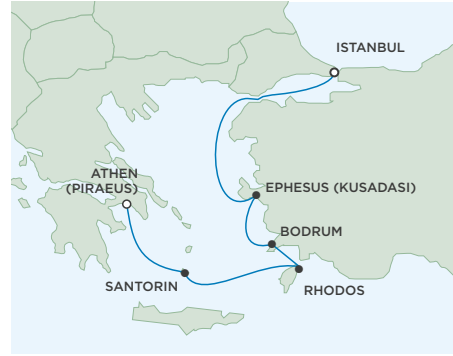 ISTANBUL
ATHEN
(PIRAEUS)
EPHESUS (KUSADASI)
BODRUM
SANTORIN
RHODOS